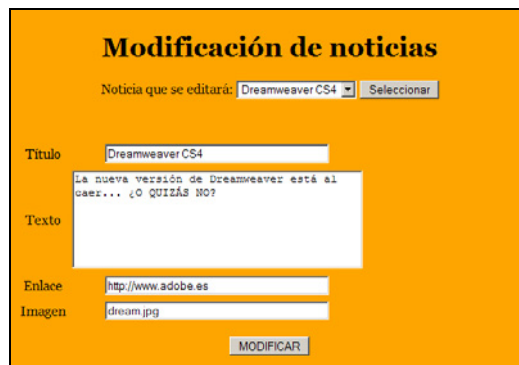 Modificación de noticias
Noticia que se editará: Dreamweaver CS4 Seleccionar
Título Dreamweaver CS4
La nueva versión de Dreamweaver está al
caer... ¿O QUIZÁS NO?
Texto
Enlace http://www.adobe.es
Imagen dream.jpg
MODIFICAR